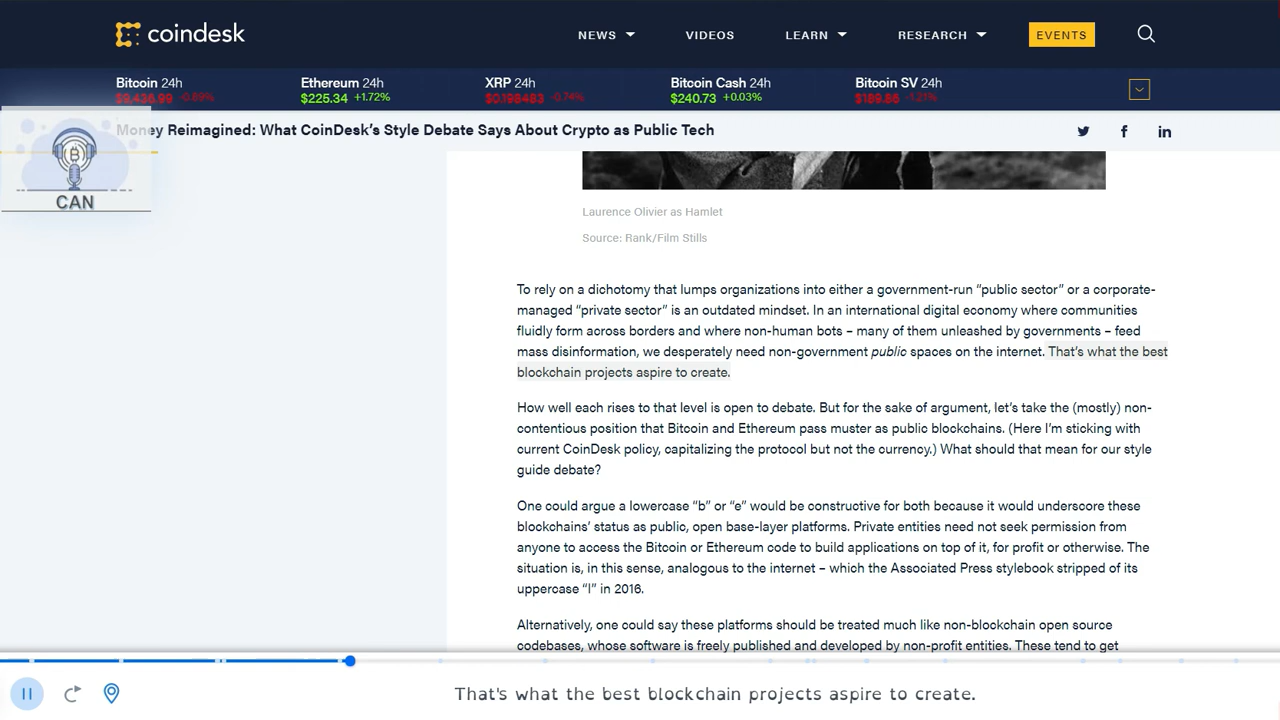 coindesk
NEWS
VIDEOS
LEARN
RESEARCH
EVENTS
Bitcoin 24h
$9,436.99 -0.89%
Ethereum 24h
$225.34 +1.72%
XRP 24h
$0.198483 -0.74%
Bitcoin Cash 24h
$240.73 +0.03%
Bitcoin SV 24h
$189.86 -1.21%
Money Reimagined: What CoinDesk's Style Debate Says About Crypto as Public Tech
CAN
Laurence Olivier as Hamlet
Source: Rank/Film Stills
To rely on a dichotomy that lumps organizations into either a government-run “public sector” or a corporate-
managed “private sector” is an outdated mindset. In an international digital economy where communities
fluidly form across borders and where non-human bots – many of them unleashed by governments – feed
mass disinformation, we desperately need non-government public spaces on the internet. That’s what the best
blockchain projects aspire to create.
How well each rises to that level is open to debate. But for the sake of argument, let’s take the (mostly) non-
contentious position that Bitcoin and Ethereum pass muster as public blockchains. (Here I’m sticking with
current CoinDesk policy, capitalizing the protocol but not the currency.) What should that mean for our style
guide debate?
One could argue a lowercase “b” or “e” would be constructive for both because it would underscore these
blockchains’ status as public, open base-layer platforms. Private entities need not seek permission from
anyone to access the Bitcoin or Ethereum code to build applications on top of it, for profit or otherwise. The
situation is, in this sense, analogous to the internet – which the Associated Press stylebook stripped of its
uppercase “I” in 2016.
Alternatively, one could say these platforms should be treated much like non-blockchain open source
codebases, whose software is freely published and developed by non-profit entities. These tend to get
That's what the best blockchain projects aspire to create.